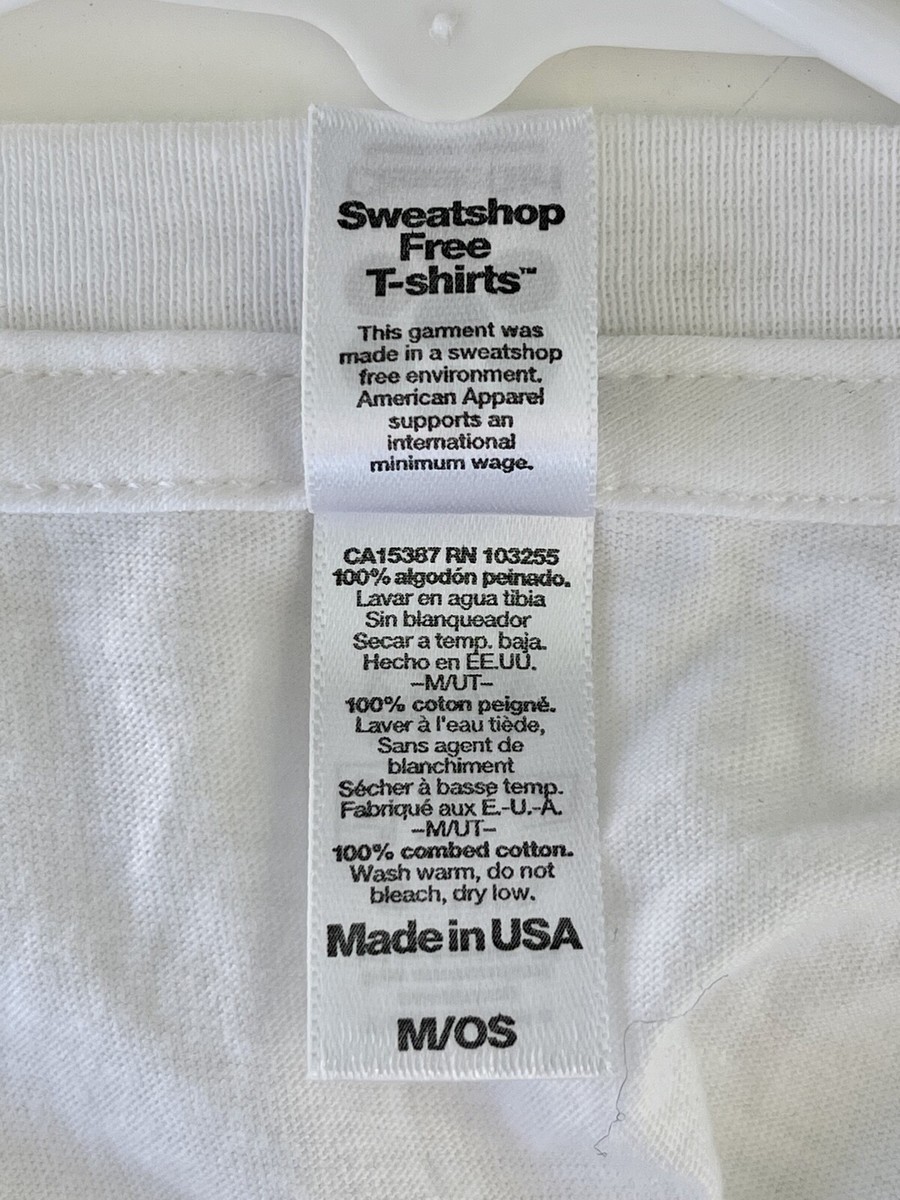 Sweatshop
Free
T-shirts™
This garment was
made in a sweatshop
free environment.
American Apparel
supports an
international
minimum wage.
CA15387 RN 103255
100% algodón peinado.
Lavar en agua tibia
Sin blanqueador
Secar a temp. baja.
Hecho en EE.UU.
–M/UT–
100% coton peigné.
Laver à l'eau tiède,
Sans agent de
blanchiment
Sécher à basse temp.
Fabriqué aux É.-U.-A.
–M/UT–
100% combed cotton.
Wash warm, do not
bleach, dry low.
Made in USA
M/OS